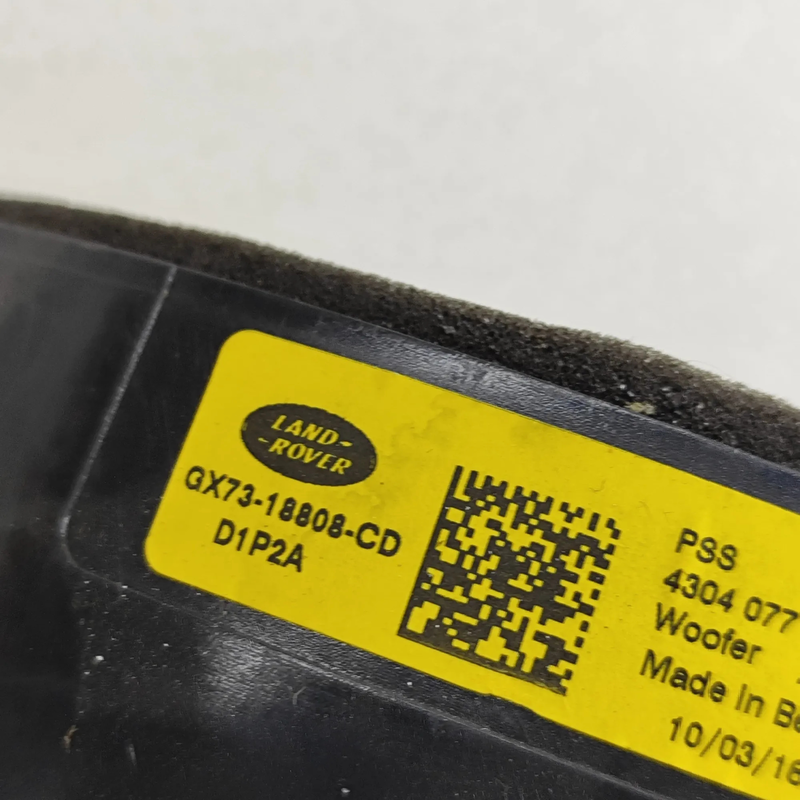 LAND-
-ROVER
GX73-18808-CD
D1P2A
PSS
4304 077
Woofer
Made In Be
10/03/16